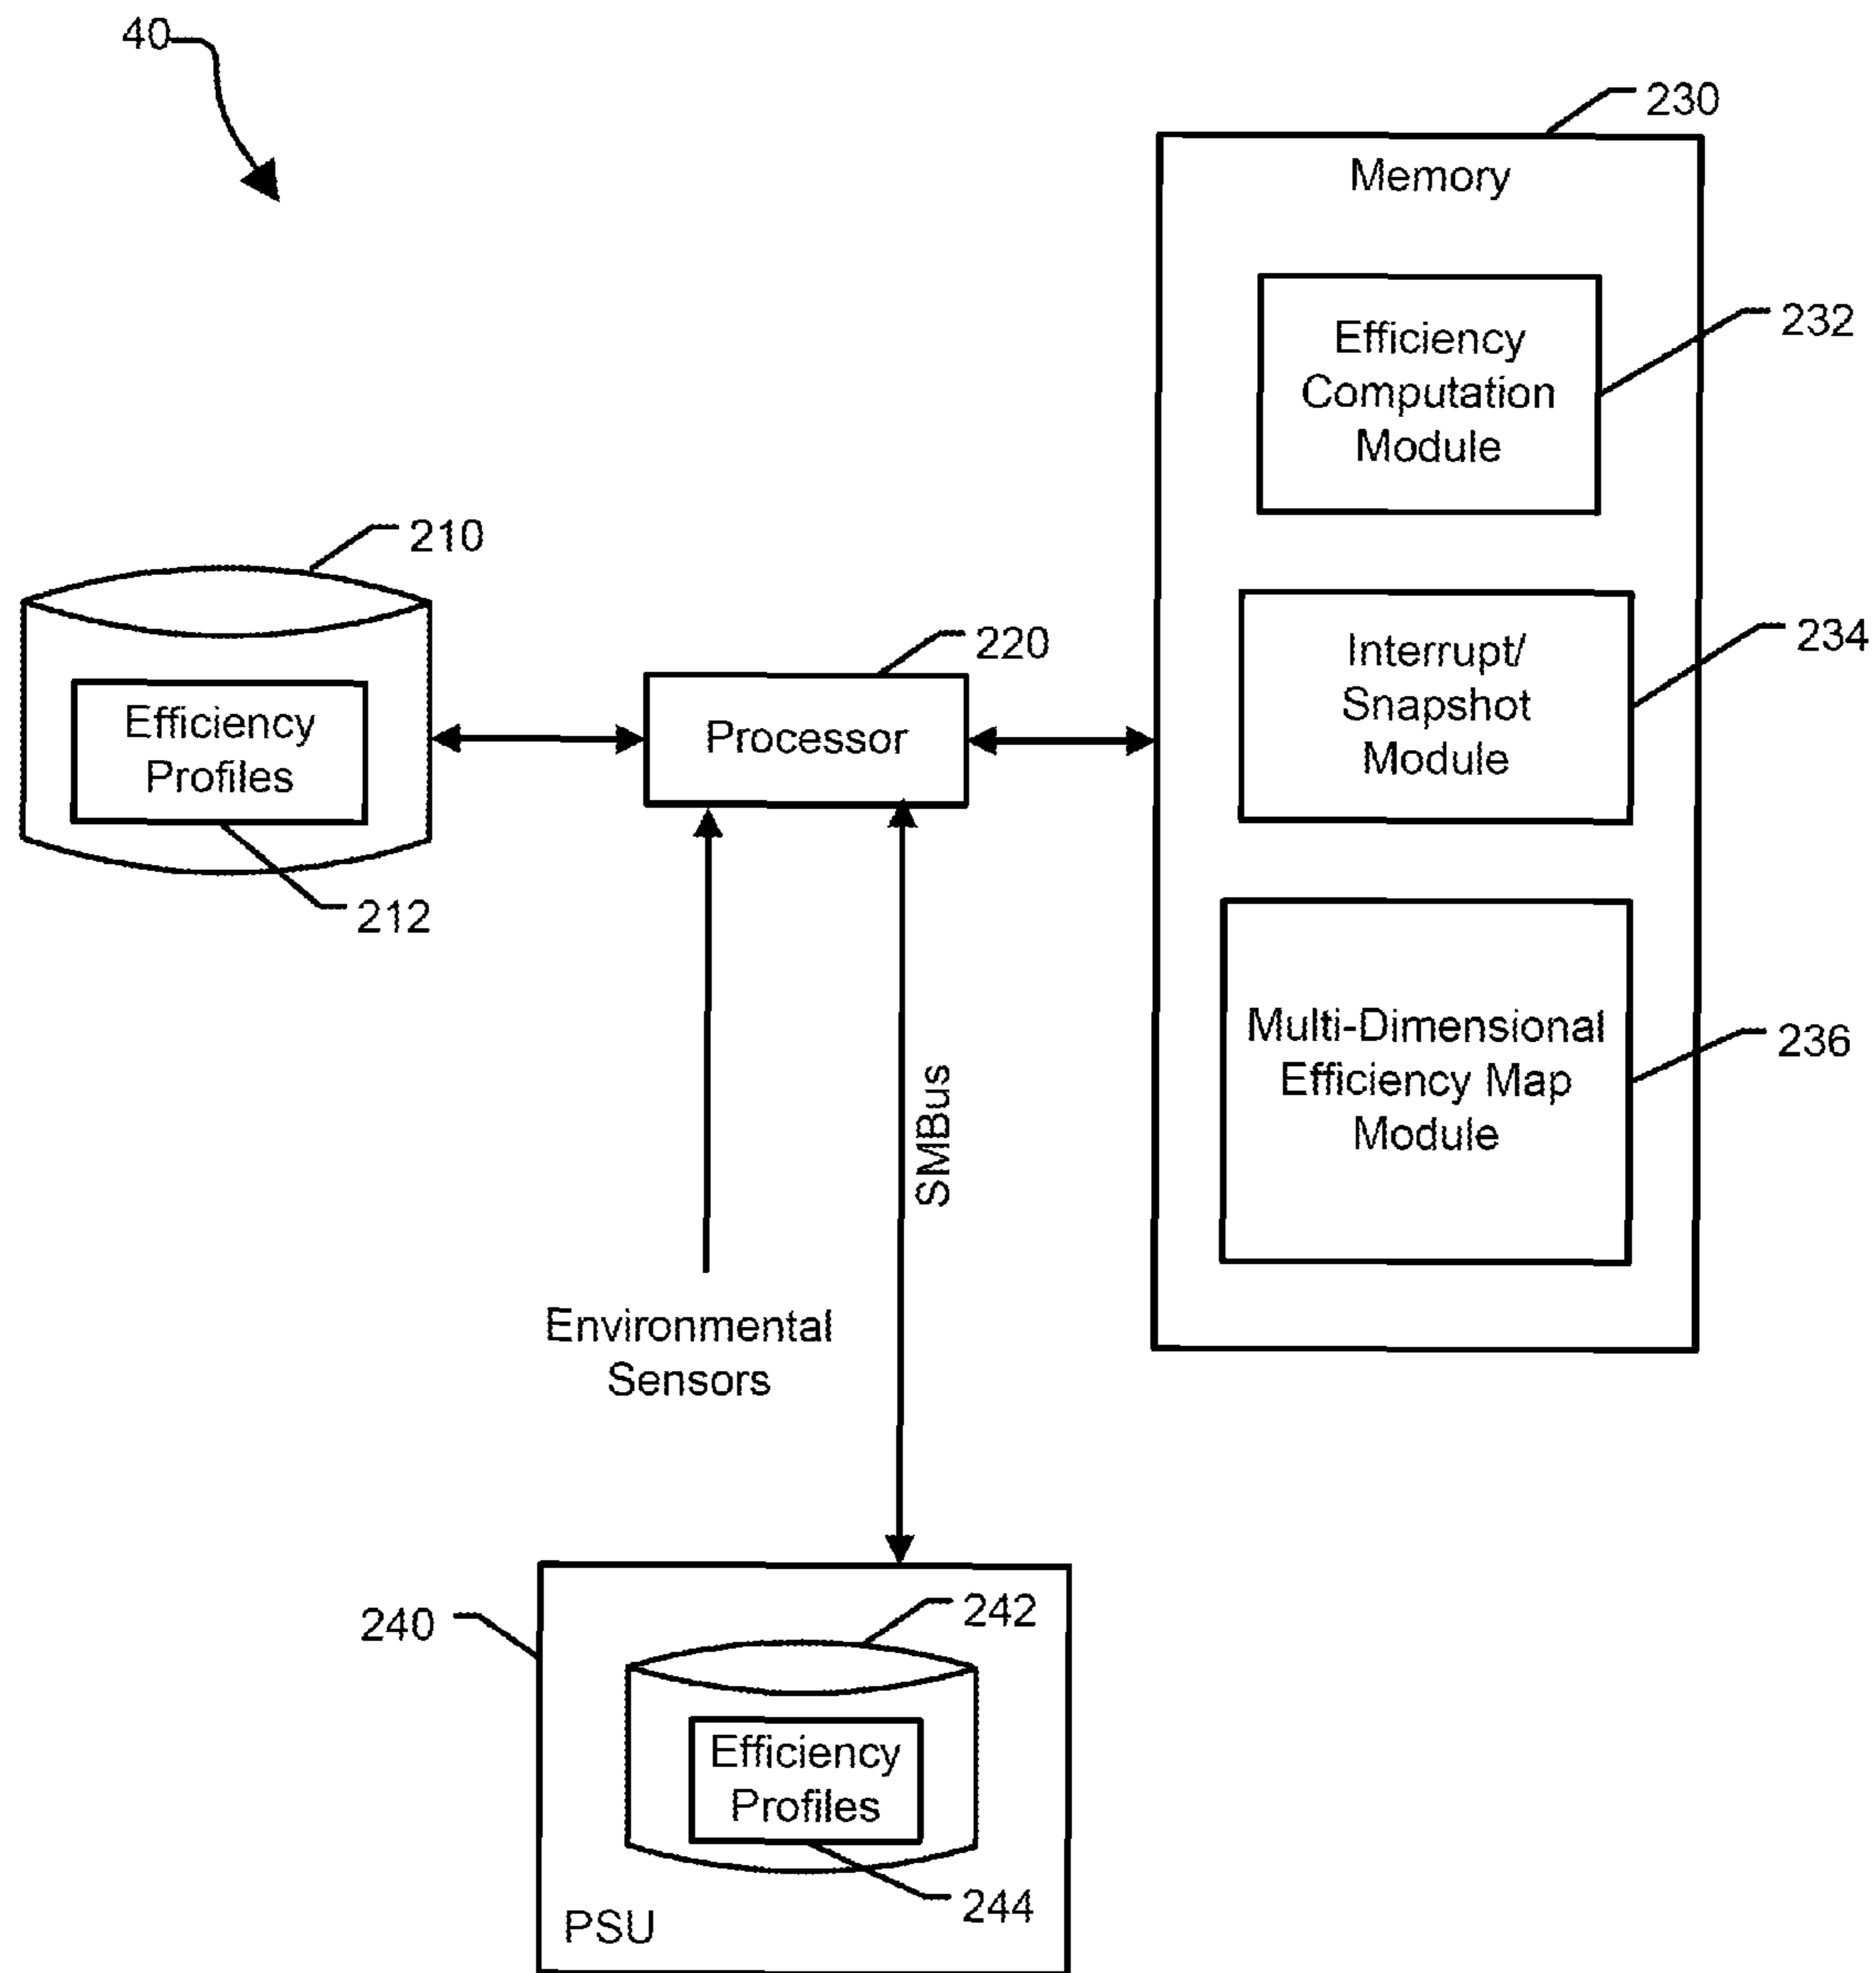 40
230
Memory
Efficiency
Computation
Module
232
210
Efficiency
Profiles
212
220
Processor
Interrupt/
Snapshot
Module
234
Multi-Dimensional
Efficiency Map
Module
236
SMBus
Environmental
Sensors
240
242
Efficiency
Profiles
244
PSU